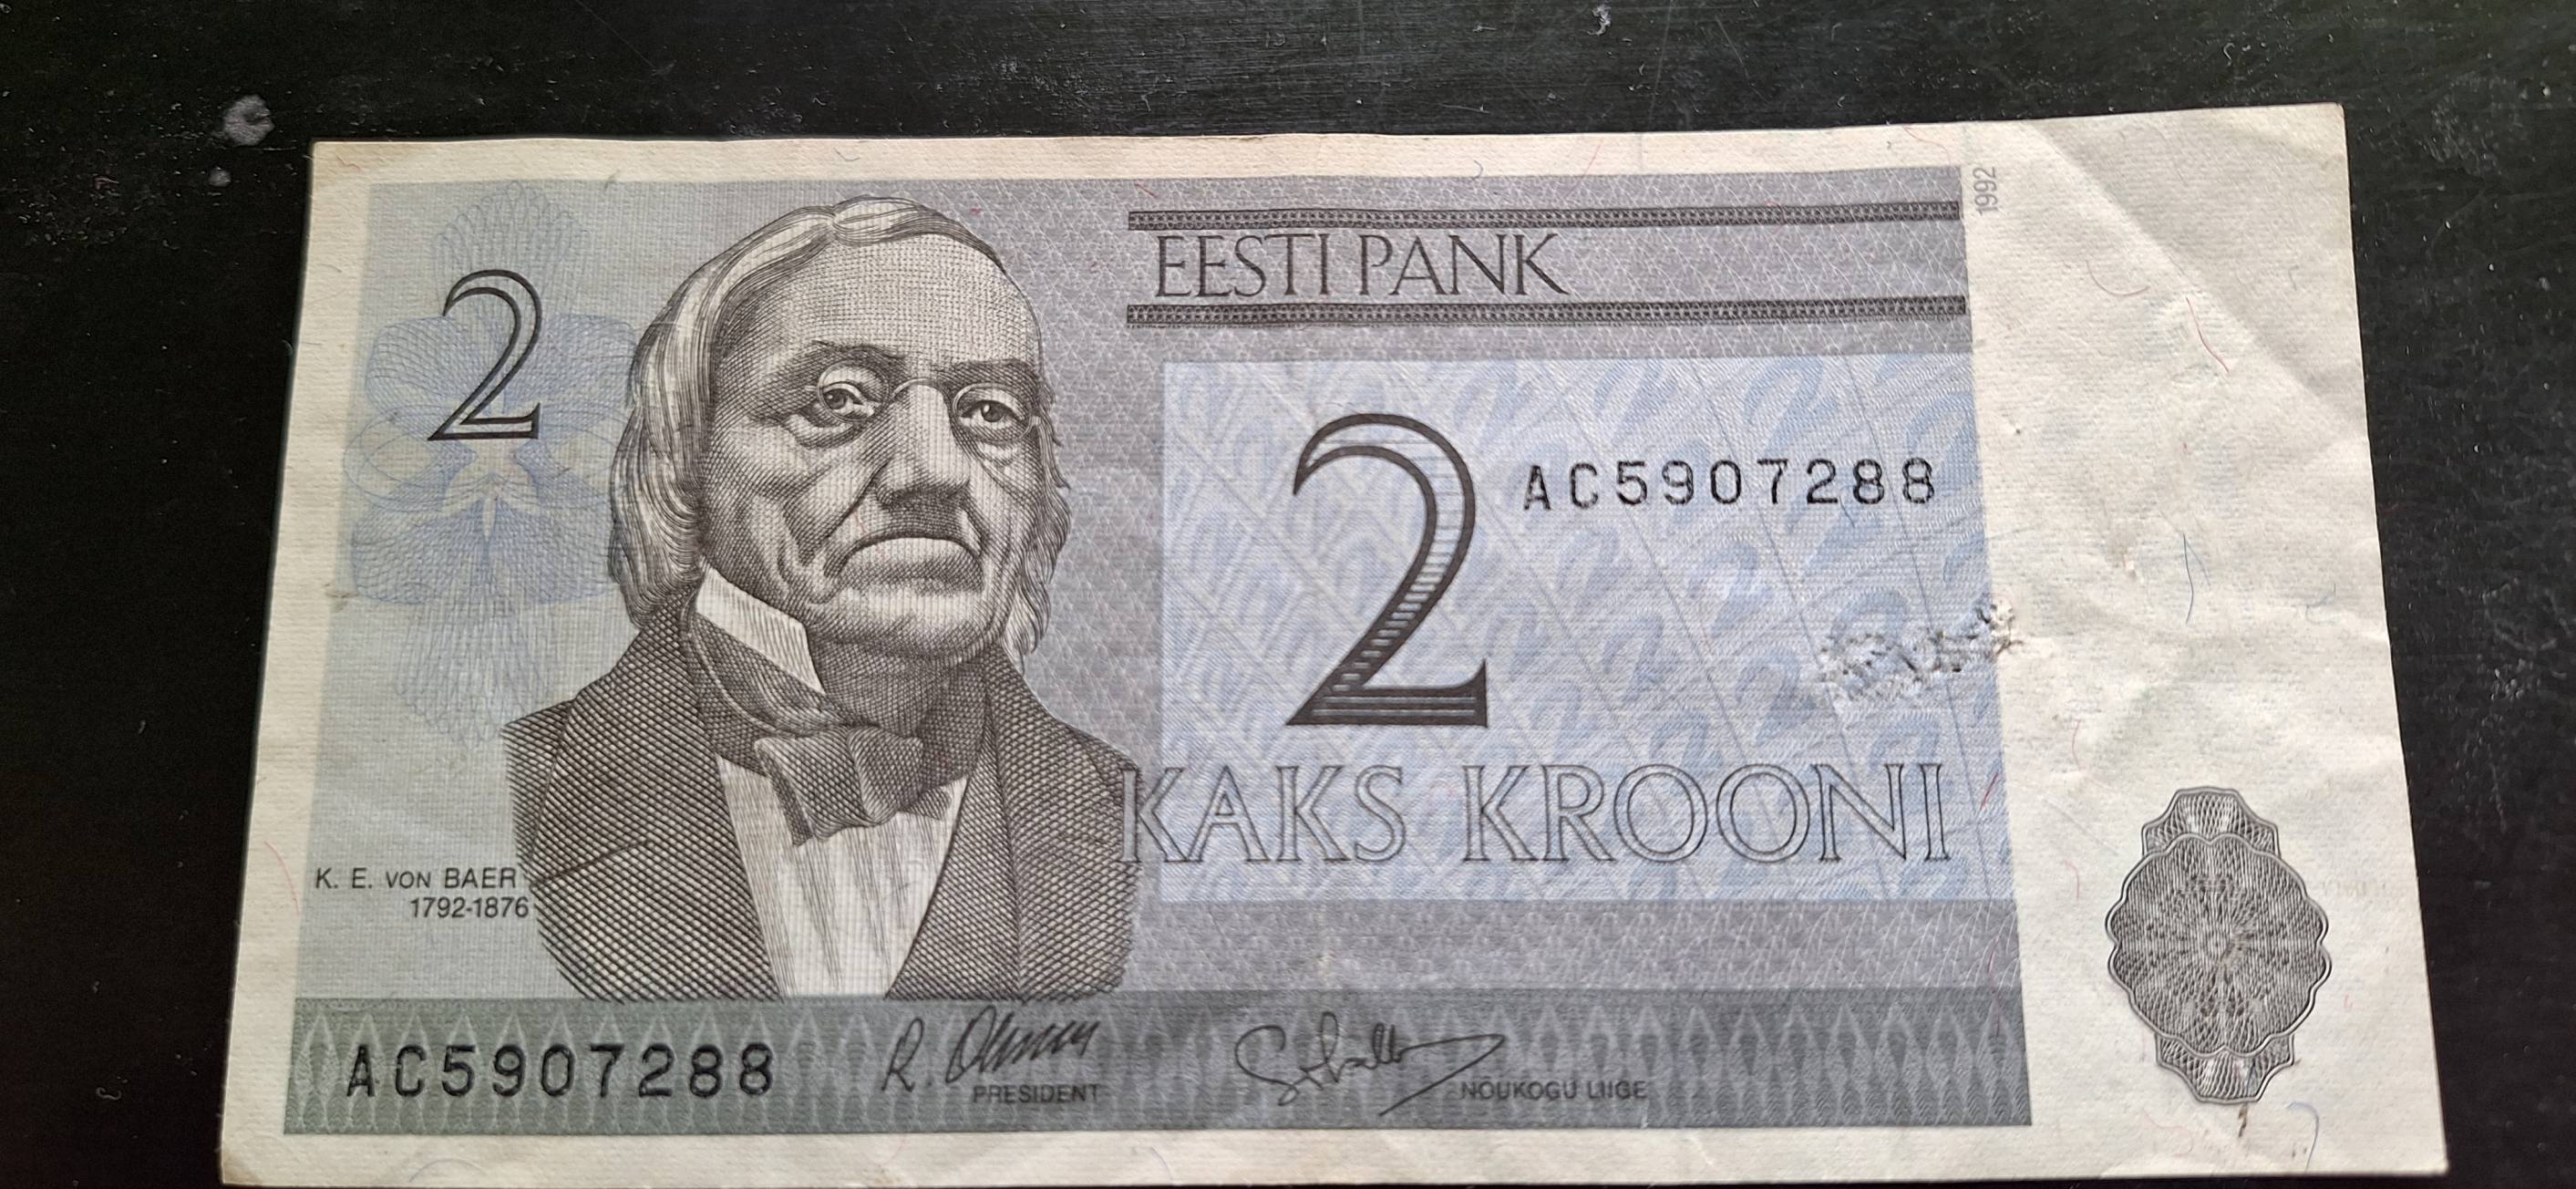 1992
EESTI PANK
2
2
AC5907288
KAKS KROONI
K. E. VON BAER
1792-1876
AC5907288
PRESIDENT
NÕUKOGU LIIGE